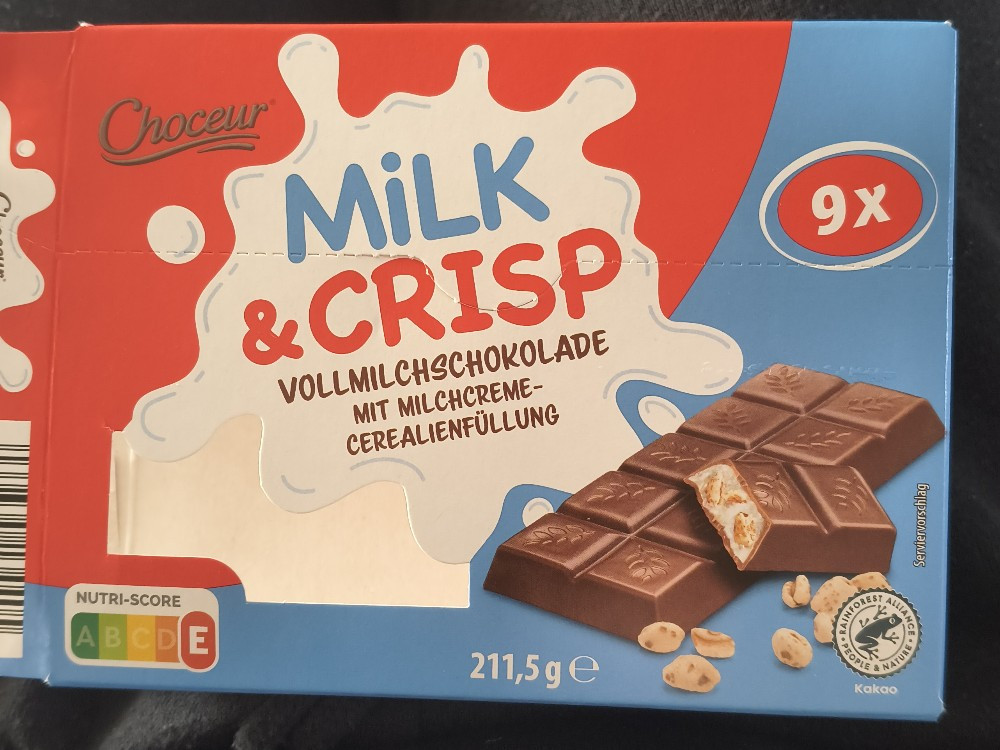 Choceur
MiLK
& CRISP
VOLLMILCHSCHOKOLADE
MIT MILCHCREME-
CEREALIENFÜLLUNG
9x
Serviervorschlag
NUTRI-SCORE
A B C D E
211,5 g e
RAINFOREST ALLIANCE
PEOPLE & NATURE
Kakao